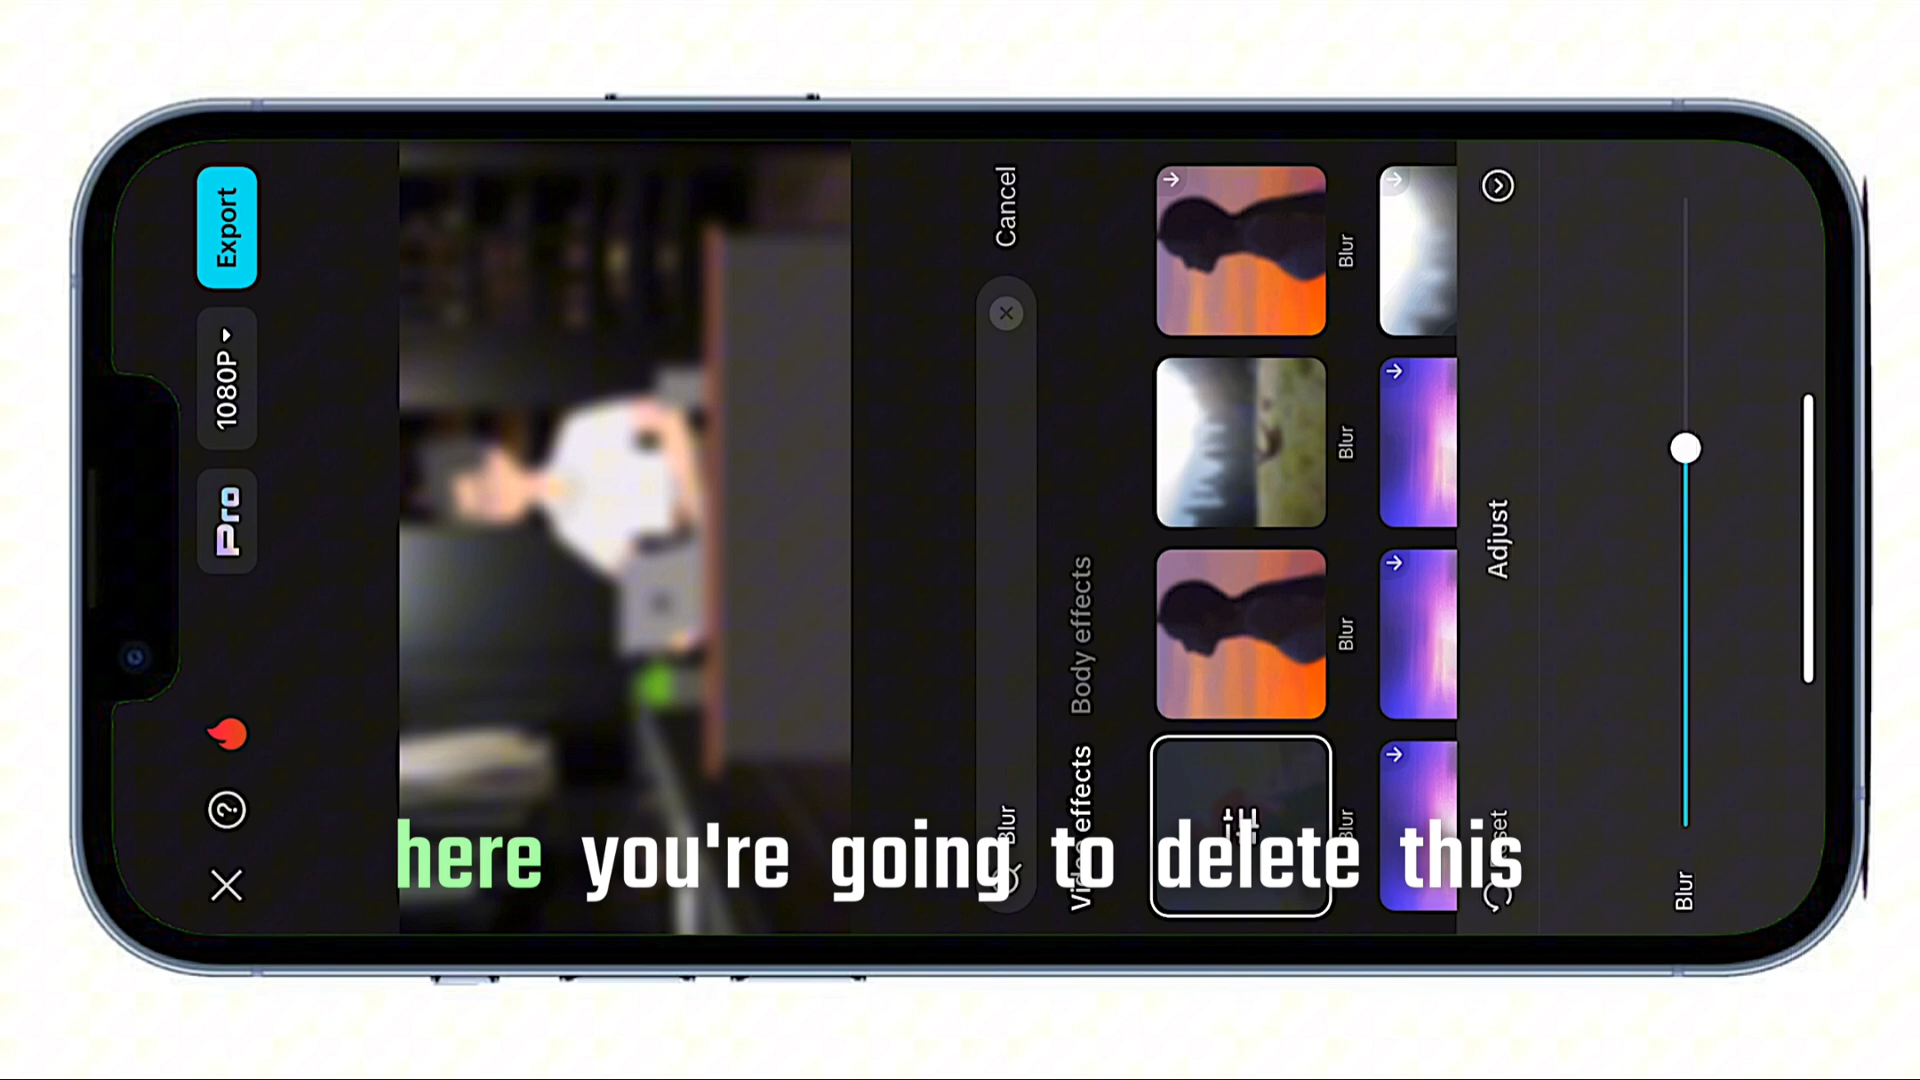 Pro
1080P
Export
Blur
Cancel
Video effects
Body effects
Blur
Blur
Blur
Blur
Reset
Adjust
Blur
here you're going to delete this